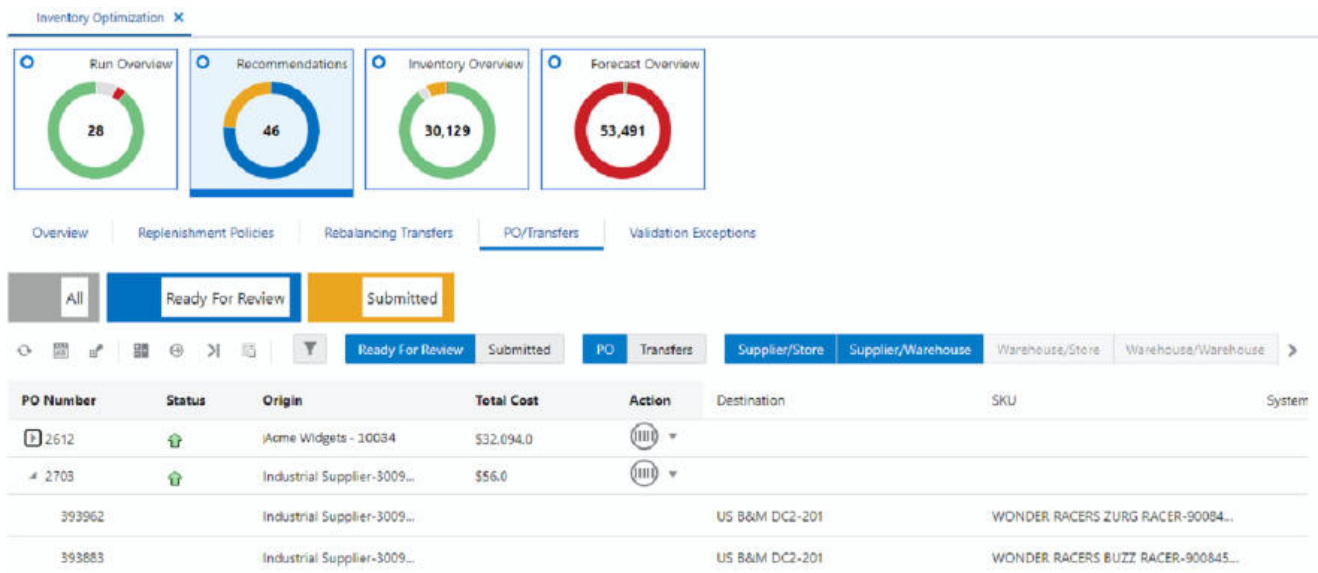 Inventory Optimization ×
Run Overview Recommendations Inventory Overview Forecast Overview
28 46 30,129 53,491
Overview Replenishment Policies Rebalancing Transfers PO/Transfers Validation Exceptions
All Ready For Review Submitted
Ready For Review Submitted PO Transfers Supplier/Store Supplier/Warehouse Warehouse/Store Warehouse/Warehouse
PO Number Status Origin Total Cost Action Destination SKU System
2612 Acme Widgets - 10034 $32,094.0
2703 Industrial Supplier-3009... $56.0
393962 Industrial Supplier-3009... US B&M DC2-201 WONDER RACERS ZURG RACER-90084...
393883 Industrial Supplier-3009... US B&M DC2-201 WONDER RACERS BUZZ RACER-900845...